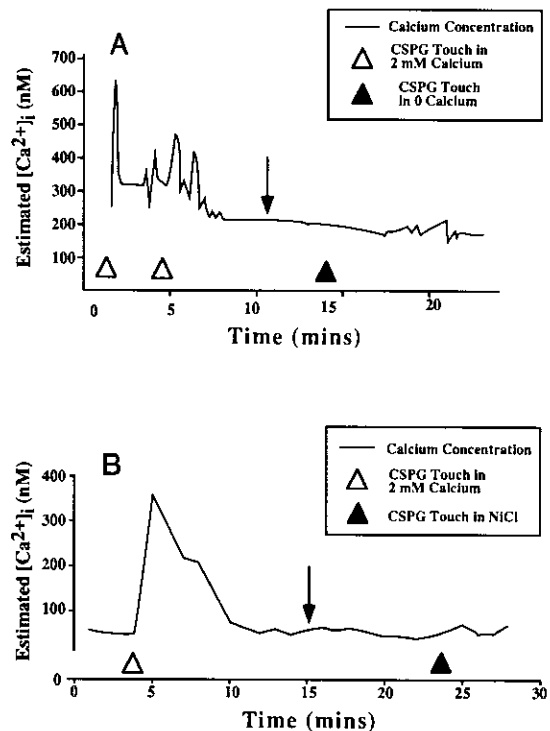 A
Calcium Concentration
CSPG Touch in
2 mM Calcium
CSPG Touch
in 0 Calcium
Estimated [Ca2+]i (nM)
700
600
500
400
300
200
100
0 5 10 15 20
Time (mins)
B
Calcium Concentration
CSPG Touch in
2 mM Calcium
CSPG Touch in NiCl
Estimated [Ca2+]i (nM)
400
300
200
100
0
0 5 10 15 20 25 30
Time (mins)